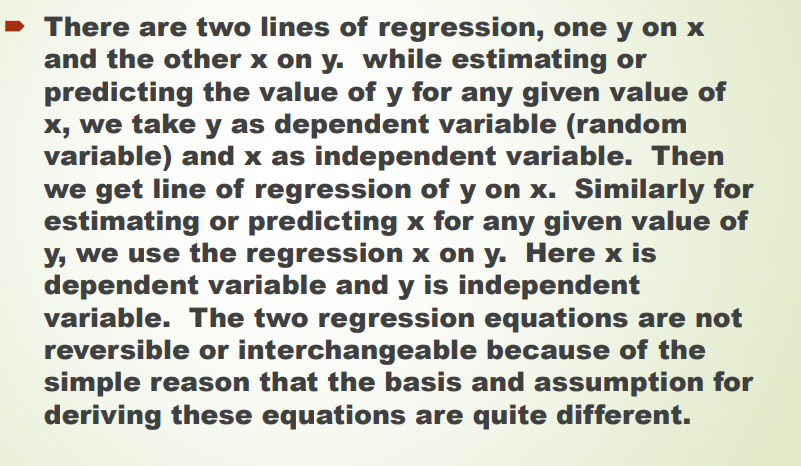 There are two lines of regression, one y on x
and the other x on y.  while estimating or
predicting the value of y for any given value of
x, we take y as dependent variable (random
variable) and x as independent variable.  Then
we get line of regression of y on x.  Similarly for
estimating or predicting x for any given value of
y, we use the regression x on y.  Here x is
dependent variable and y is independent
variable.  The two regression equations are not
reversible or interchangeable because of the
simple reason that the basis and assumption for
deriving these equations are quite different.